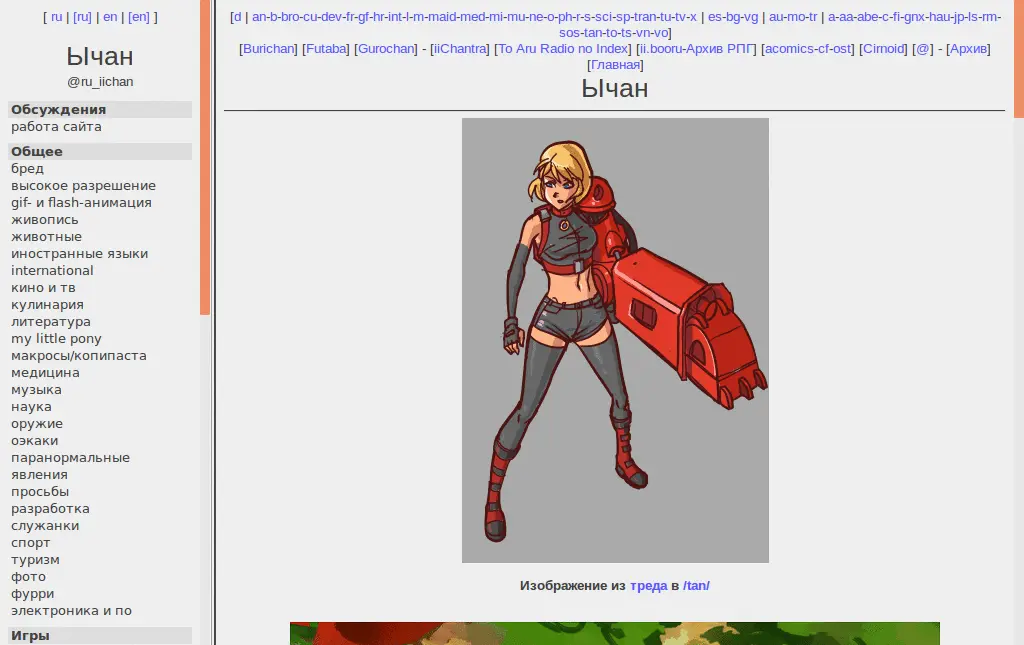 [ ru | [ru] | en | [en] ]
Ычан
@ru_iichan
Обсуждения
работа сайта
Общее
бред
высокое разрешение
gif- и flash-анимация
живопись
животные
иностранные языки
international
кино и тв
кулинария
литература
my little pony
макросы/копипаста
медицина
музыка
наука
оружие
оэкаки
паранормальные
явления
просьбы
разработка
служанки
спорт
туризм
фото
фурри
электроника и по
Игры
[d | an-b-bro-cu-dev-fr-gf-hr-int-l-m-maid-med-mi-mu-ne-o-ph-r-s-sci-sp-tran-tu-tv-x | es-bg-vg | au-mo-tr | a-aa-abe-c-fi-gnx-hau-jp-ls-rm-
sos-tan-to-ts-vn-vo]
[Burichan] [Futaba] [Gurochan] - [iiChantra] [To Aru Radio no Index] [ii.booru-Архив РПГ] [acomics-cf-ost] [Cirnoid] [@] - [Архив]
[Главная]
Ычан
Изображение из треда в /tan/